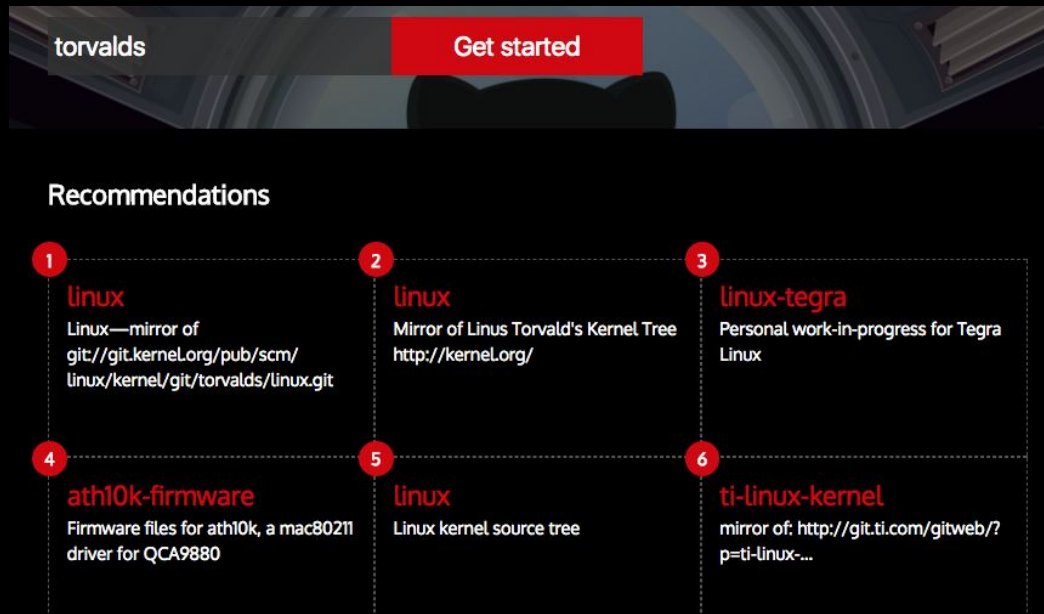 torvalds
Get started
Recommendations
1
linux
Linux—mirror of
git://git.kernel.org/pub/scm/
linux/kernel/git/torvalds/linux.git
2
linux
Mirror of Linus Torvald's Kernel Tree
http://kernel.org/
3
linux-tegra
Personal work-in-progress for Tegra
Linux
4
ath10k-firmware
Firmware files for ath10k, a mac80211
driver for QCA9880
5
linux
Linux kernel source tree
6
ti-linux-kernel
mirror of: http://git.ti.com/gitweb/?
p=ti-linux-...